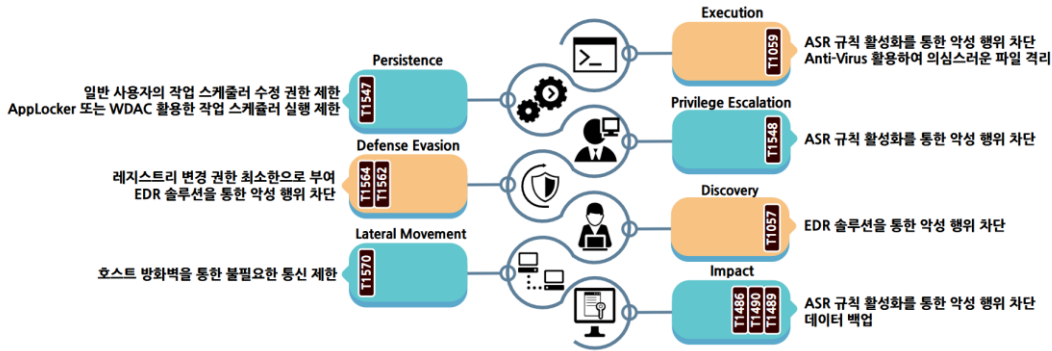 Execution
T1059
ASR 규칙 활성화를 통한 악성 행위 차단
Anti-Virus 활용하여 의심스러운 파일 격리
Persistence
일반 사용자의 작업 스케줄러 수정 권한 제한
AppLocker 또는 WDAC 활용한 작업 스케쥴러 실행 제한
T1547
Privilege Escalation
T1548
ASR 규칙 활성화를 통한 악성 행위 차단
Defense Evasion
레지스트리 변경 권한 최소한으로 부여
EDR 솔루션을 통한 악성 행위 차단
T1564
T1562
Discovery
T1057
EDR 솔루션을 통한 악성 행위 차단
Lateral Movement
호스트 방화벽을 통한 불필요한 통신 제한
T1570
Impact
T1486
T1490
T1489
ASR 규칙 활성화를 통한 악성 행위 차단
데이터 백업